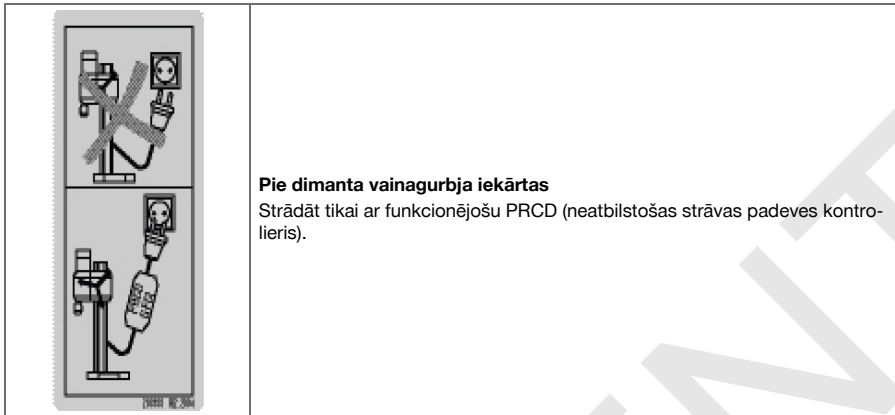 Pie dimanta vainagurbja iekārtas
Strādāt tikai ar funkcionējošu PRCD (neatbilstošas strāvas padeves kontro-
lieris).